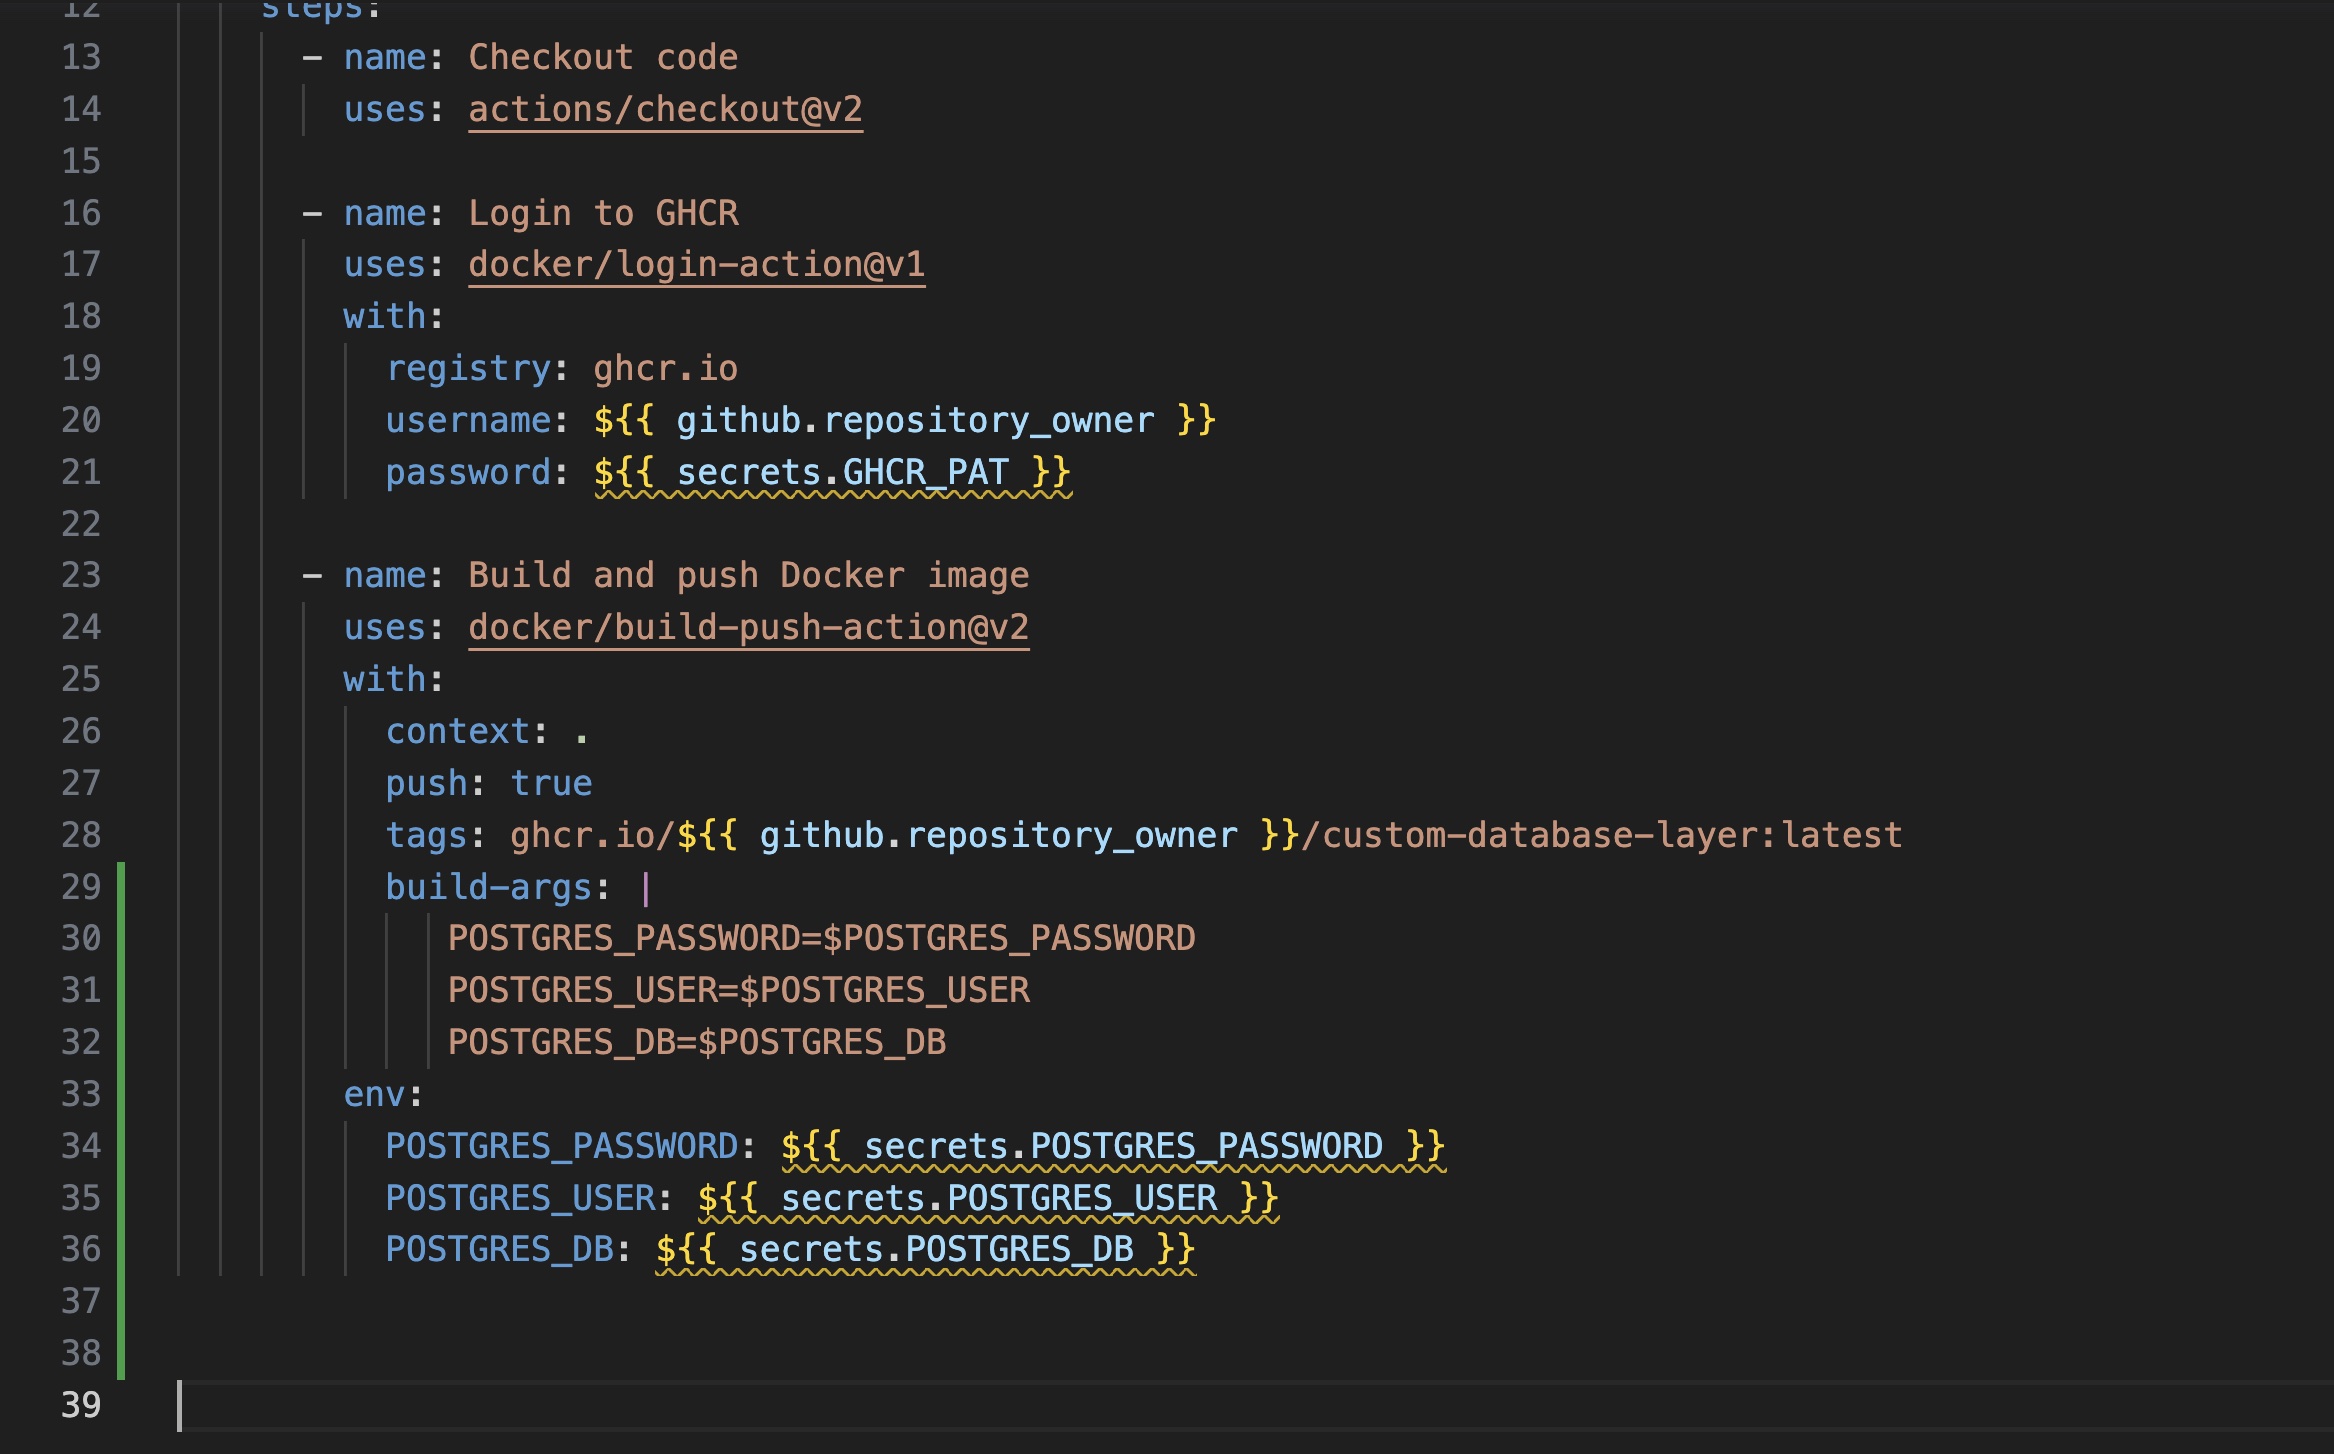 12 steps:
13 - name: Checkout code
14 uses: actions/checkout@v2
15
16 - name: Login to GHCR
17 uses: docker/login-action@v1
18 with:
19 registry: ghcr.io
20 username: ${{ github.repository_owner }}
21 password: ${{ secrets.GHCR_PAT }}
22
23 - name: Build and push Docker image
24 uses: docker/build-push-action@v2
25 with:
26 context: .
27 push: true
28 tags: ghcr.io/${{ github.repository_owner }}/custom-database-layer:latest
29 build-args: |
30 POSTGRES_PASSWORD=$POSTGRES_PASSWORD
31 POSTGRES_USER=$POSTGRES_USER
32 POSTGRES_DB=$POSTGRES_DB
33 env:
34 POSTGRES_PASSWORD: ${{ secrets.POSTGRES_PASSWORD }}
35 POSTGRES_USER: ${{ secrets.POSTGRES_USER }}
36 POSTGRES_DB: ${{ secrets.POSTGRES_DB }}
37
38
39